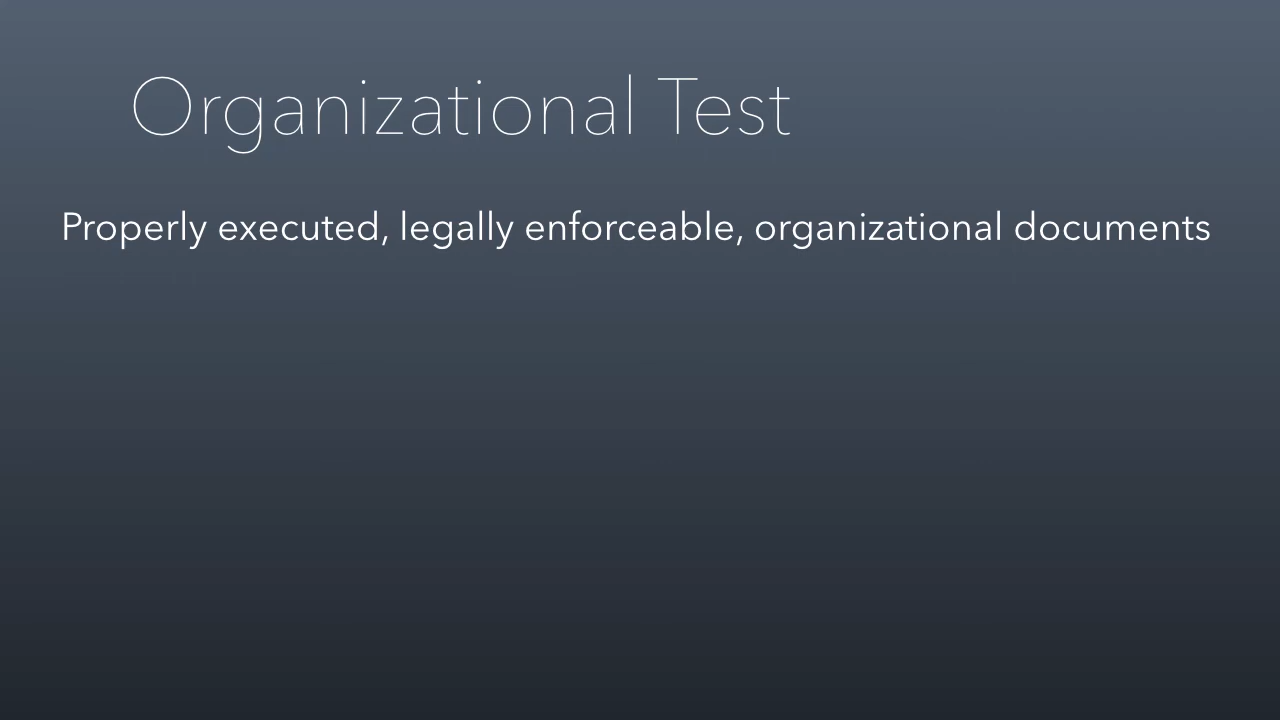 Organizational Test
Properly executed, legally enforceable, organizational documents